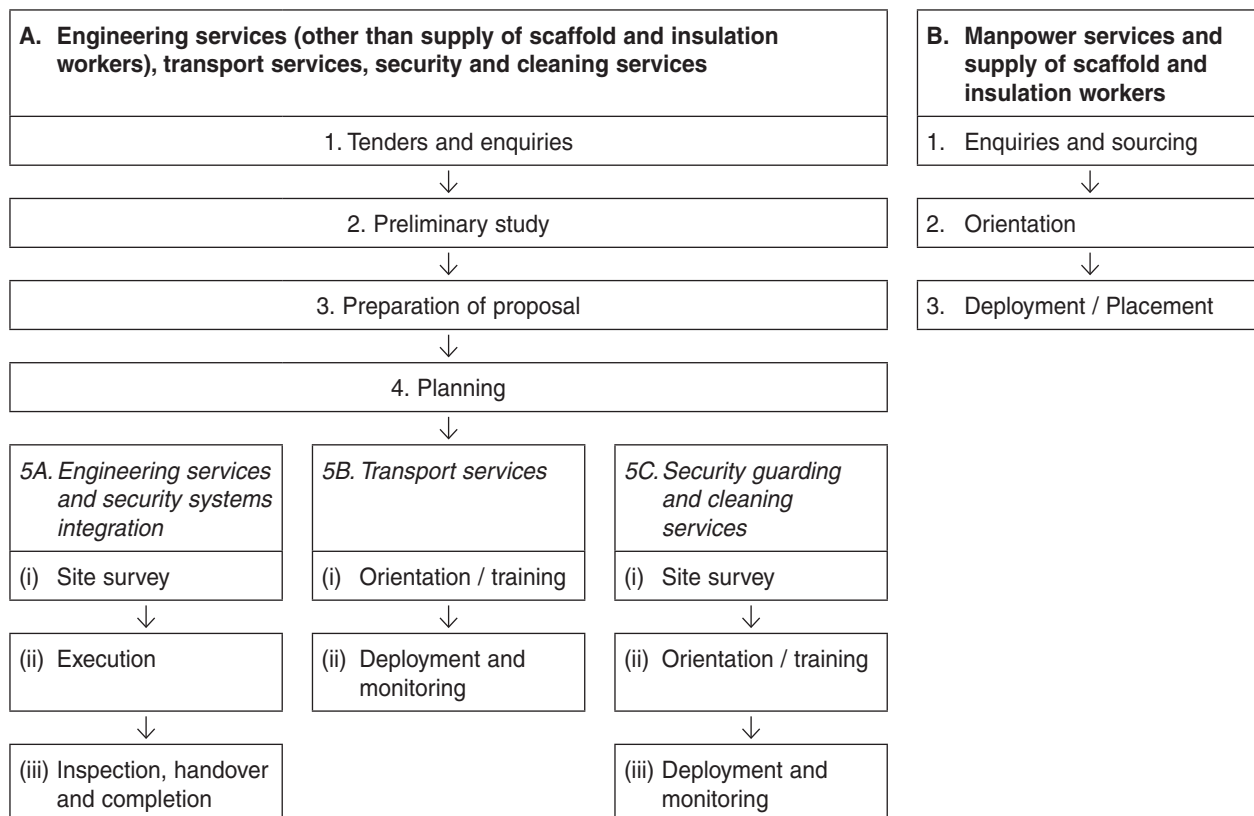 A. Engineering services (other than supply of scaffold and insulation
workers), transport services, security and cleaning services
1. Tenders and enquiries
2. Preliminary study
3. Preparation of proposal
4. Planning
5A. Engineering services
and security systems
integration
(i) Site survey
(ii) Execution
(iii) Inspection, handover
and completion
5B. Transport services
(i) Orientation / training
(ii) Deployment and
monitoring
5C. Security guarding
and cleaning
services
(i) Site survey
(ii) Orientation / training
(iii) Deployment and
monitoring
B. Manpower services and
supply of scaffold and
insulation workers
1. Enquiries and sourcing
2. Orientation
3. Deployment / Placement